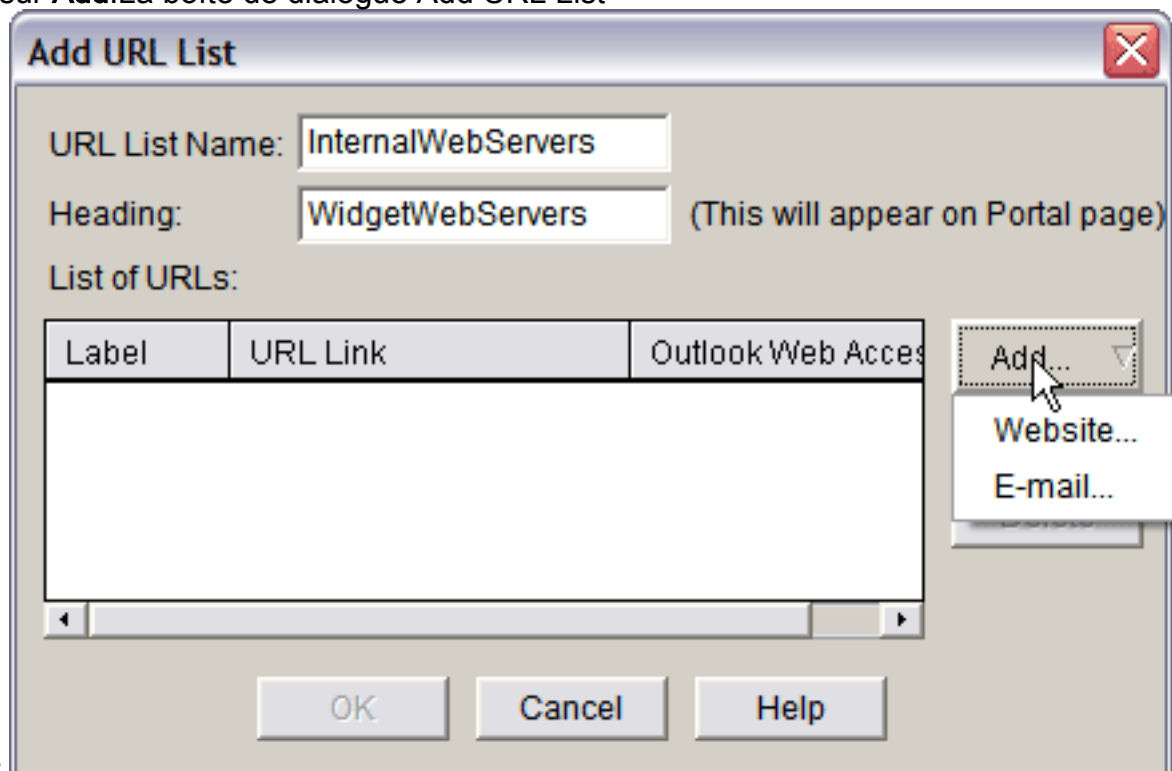 sur Add.La boîte de dialogue Add URL List
Add URL List
URL List Name: InternalWebServers
Heading: WidgetWebServers (This will appear on Portal page)
List of URLs:
Label URL Link Outlook Web Acces
Add...
Website...
E-mail...
Delete
OK Cancel Help